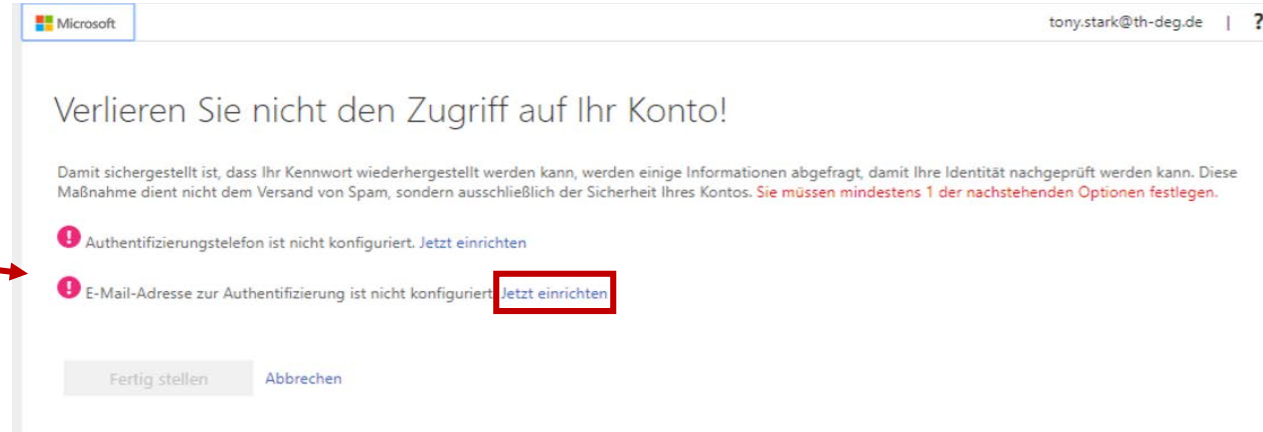 Microsoft
tony.stark@th-deg.de | ?
Verlieren Sie nicht den Zugriff auf Ihr Konto!
Damit sichergestellt ist, dass Ihr Kennwort wiederhergestellt werden kann, werden einige Informationen abgefragt, damit Ihre Identität nachgeprüft werden kann. Diese
Maßnahme dient nicht dem Versand von Spam, sondern ausschließlich der Sicherheit Ihres Kontos. Sie müssen mindestens 1 der nachstehenden Optionen festlegen.
Authentifizierungstelefon ist nicht konfiguriert. Jetzt einrichten
E-Mail-Adresse zur Authentifizierung ist nicht konfiguriert. Jetzt einrichten
Fertig stellen Abbrechen